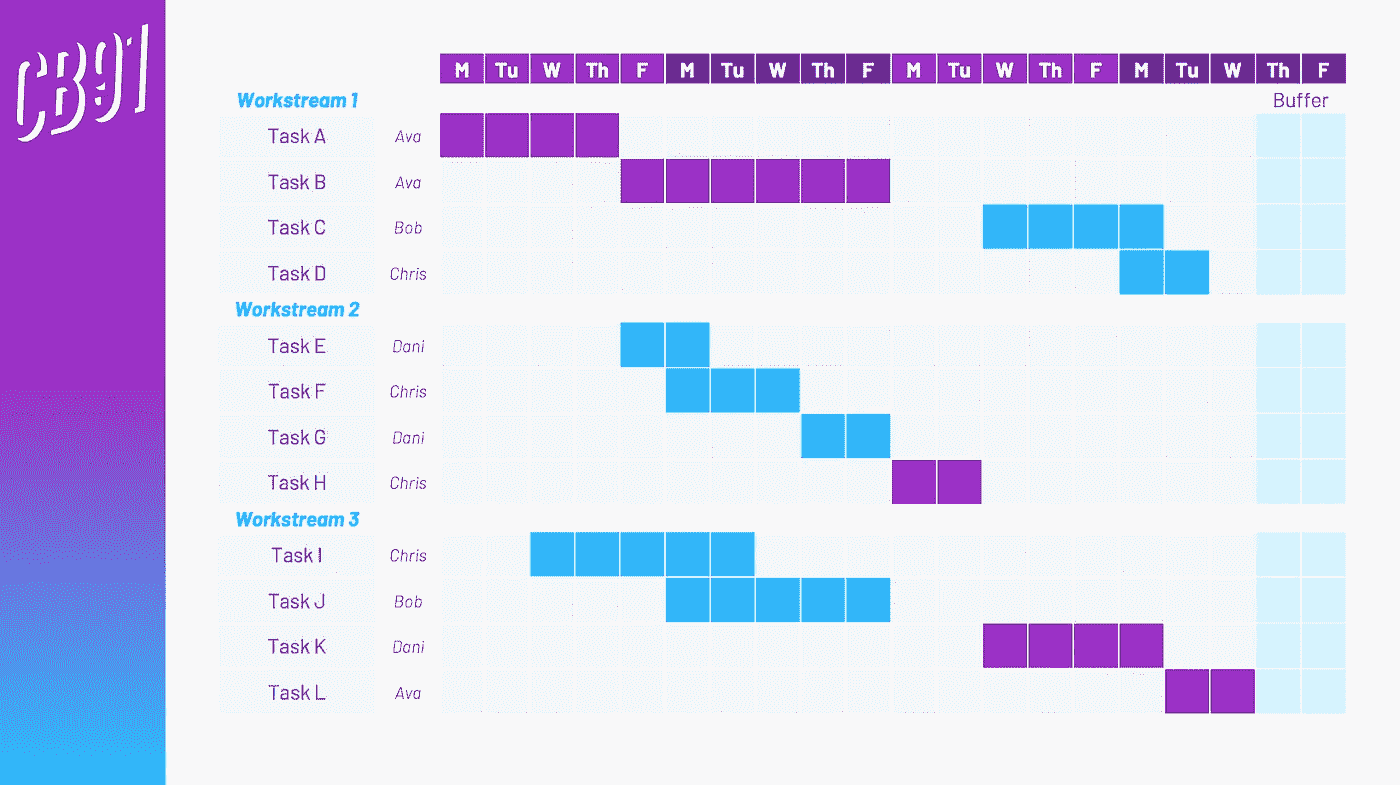 CB91
M Tu W Th F M Tu W Th F M Tu W Th F M Tu W Th F
Workstream 1 Buffer
Task A Ava
Task B Ava
Task C Bob
Task D Chris
Workstream 2
Task E Dani
Task F Chris
Task G Dani
Task H Chris
Workstream 3
Task I Chris
Task J Bob
Task K Dani
Task L Ava